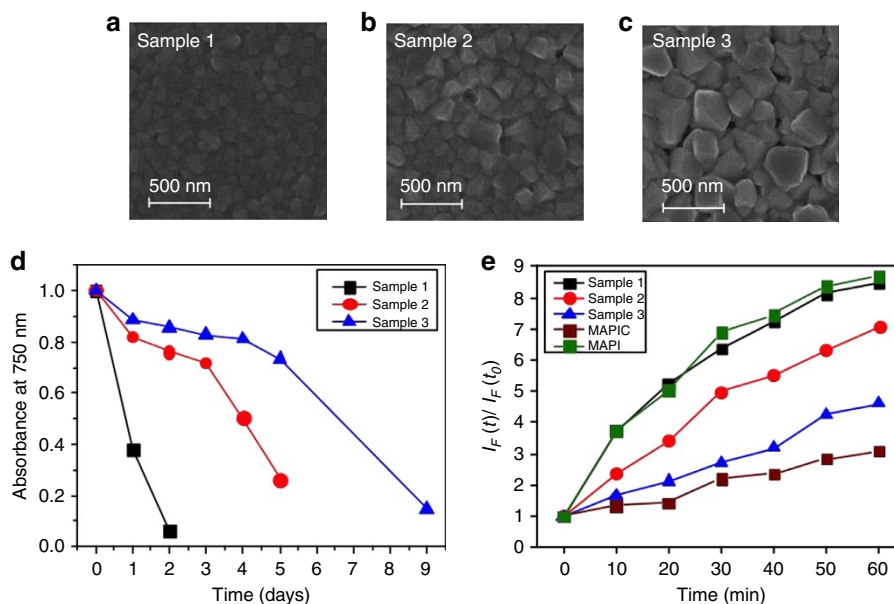 a
Sample 1
500 nm
b
Sample 2
500 nm
c
Sample 3
500 nm
d
Absorbance at 750 nm
1.0
0.8
0.6
0.4
0.2
0.0
0 1 2 3 4 5 6 7 8 9
Time (days)
Sample 1
Sample 2
Sample 3
e
I_F (t)/ I_F (t_0)
9
8
7
6
5
4
3
2
1
0
0 10 20 30 40 50 60
Time (min)
Sample 1
Sample 2
Sample 3
MAPIC
MAPI